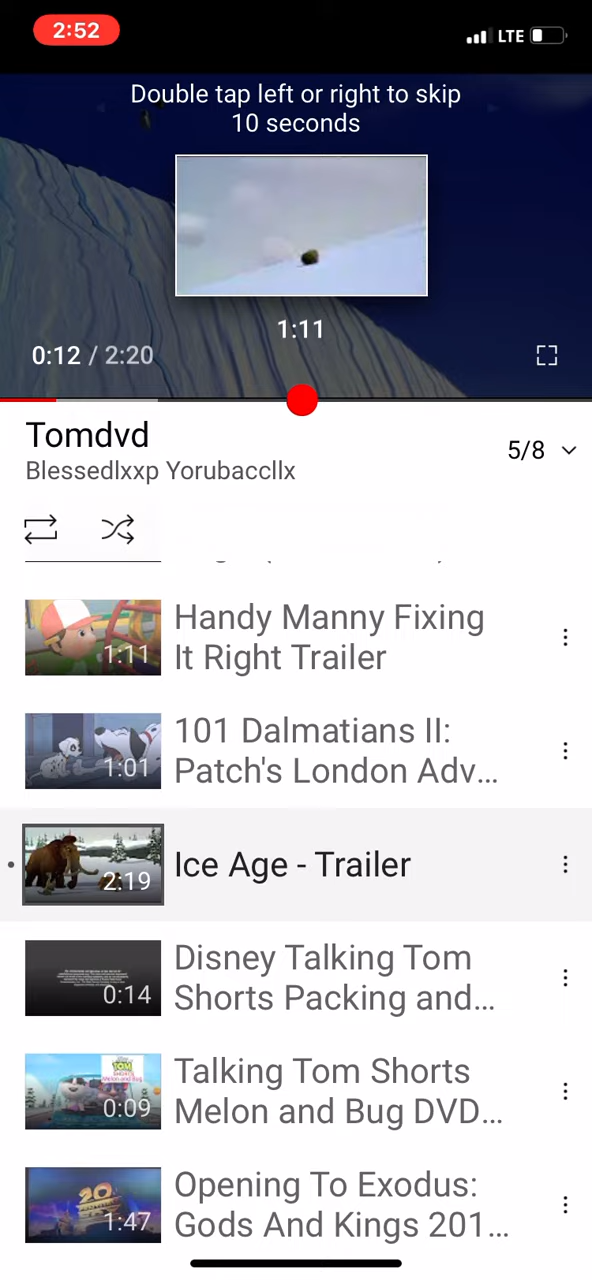 2:52
LTE
Double tap left or right to skip
10 seconds
1:11
0:12 / 2:20
Tomdvd
Blessedlxxp Yorubaccllx
5/8
Handy Manny Fixing
It Right Trailer
1:11
101 Dalmatians II:
Patch's London Adv...
1:01
Ice Age - Trailer
2:19
Disney Talking Tom
Shorts Packing and...
0:14
Talking Tom Shorts
Melon and Bug DVD...
TOM
0:09
Opening To Exodus:
Gods And Kings 201...
20
1:47